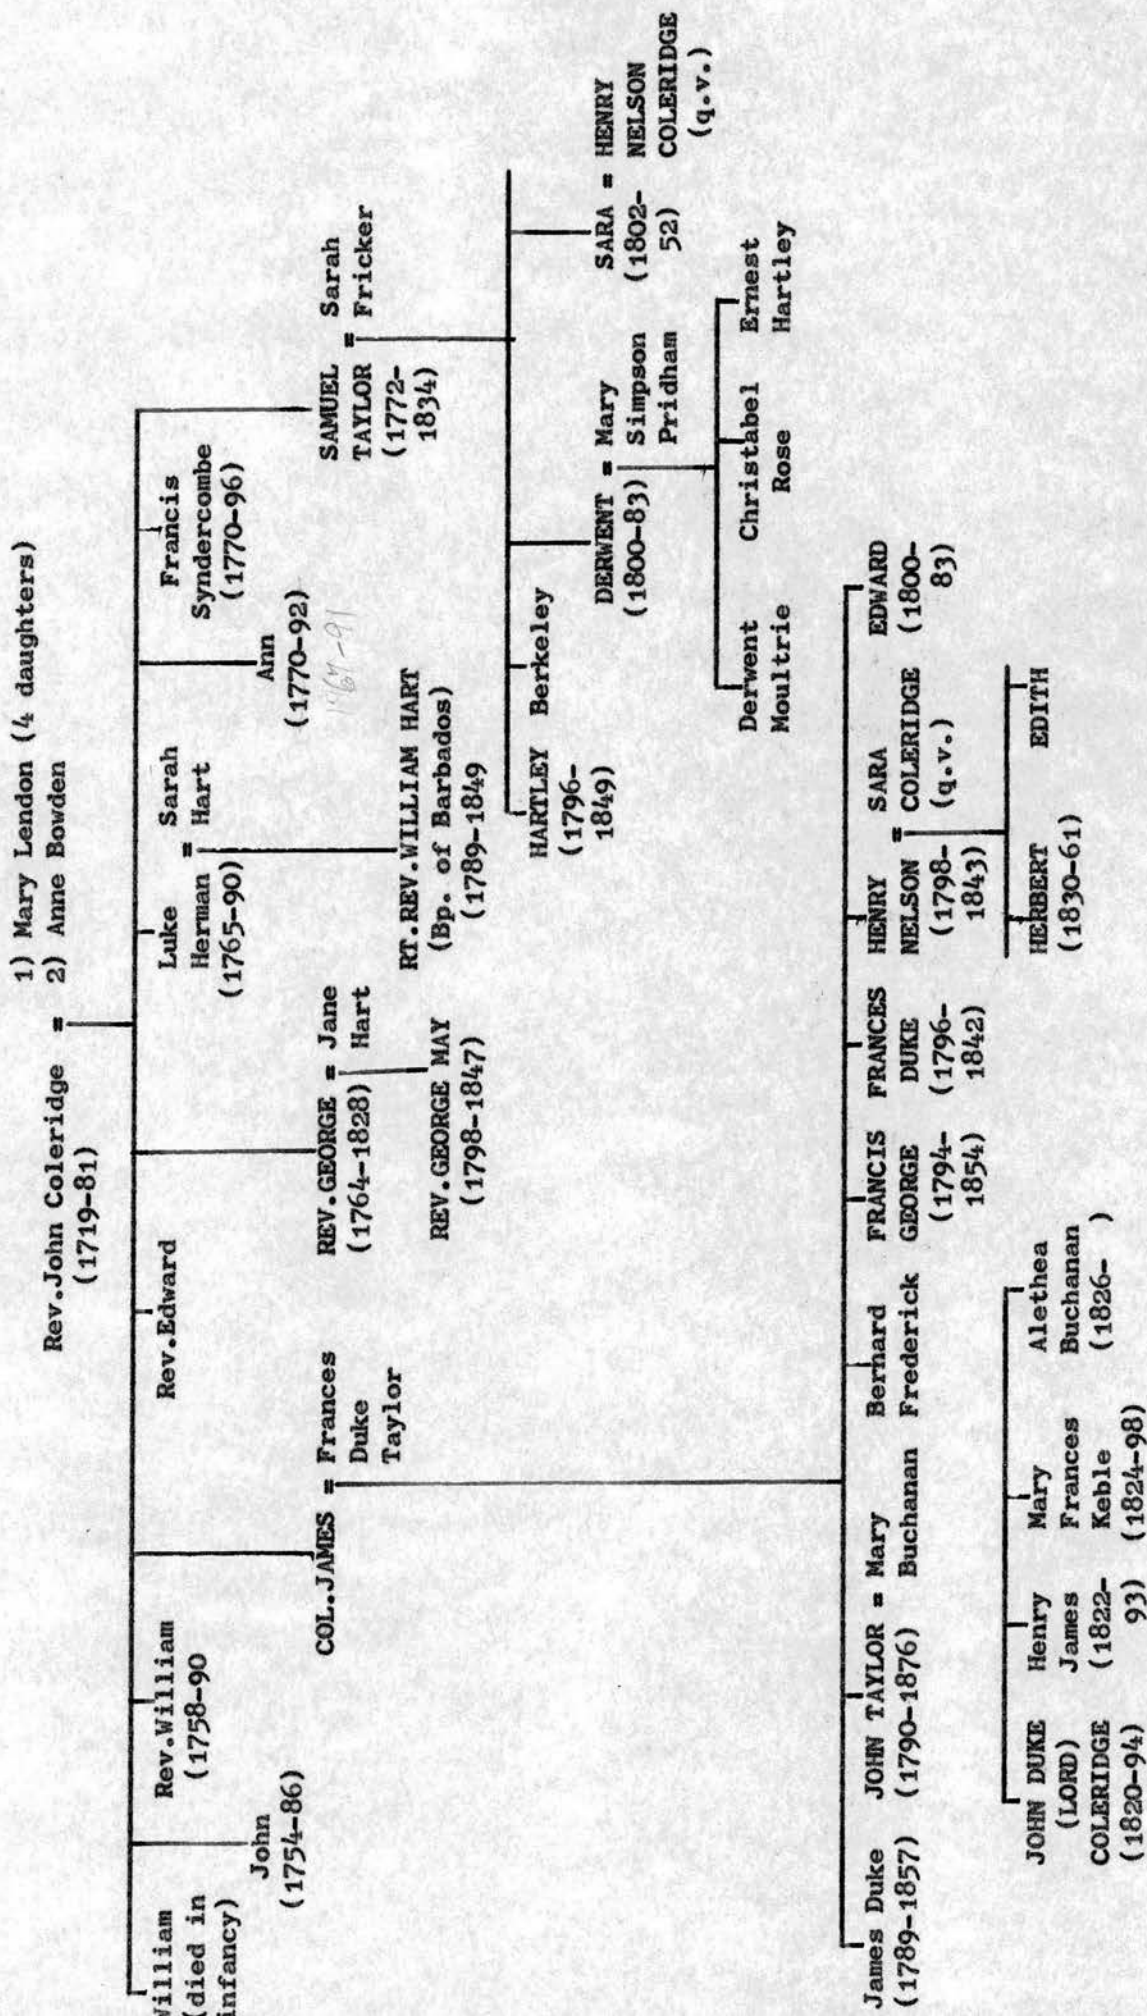 1) Mary Lendon (4 daughters)
Rev.John Coleridge = 2) Anne Bowden
(1719-81)
William
(died in
infancy)
John
(1754-86)
Rev.William
(1758-90
COL.JAMES = Frances
Duke
Taylor
Rev.Edward
REV.GEORGE = Jane
(1764-1828) Hart
REV.GEORGE MAY
(1798-1847)
Luke Sarah
Herman = Hart
(1765-90)
RT.REV.WILLIAM HART
(Bp. of Barbados)
(1789-1849
Ann
(1770-92)
1767-91
Francis
Syndercombe
(1770-96)
SAMUEL Sarah
TAYLOR = Fricker
(1772-
1834)
HARTLEY
(1796-
1849)
Berkeley
DERWENT = Mary
(1800-83) Simpson
Pridham
SARA = HENRY
(1802- NELSON
52) COLERIDGE
(q.v.)
Derwent
Moultrie
Christabel
Rose
Ernest
Hartley
James Duke
(1789-1857)
JOHN TAYLOR = Mary
(1790-1876) Buchanan
Bernard
Frederick
FRANCIS
GEORGE
(1794-
1854)
FRANCES
DUKE
(1796-
1842)
HENRY SARA
NELSON = COLERIDGE
(1798- (q.v.)
1843)
EDWARD
(1800-
83)
HERBERT
(1830-61)
EDITH
JOHN DUKE
(LORD)
COLERIDGE
(1820-94)
Henry
James
(1822-
93)
Mary
Frances
Keble
(1824-98)
Alethea
Buchanan
(1826- )